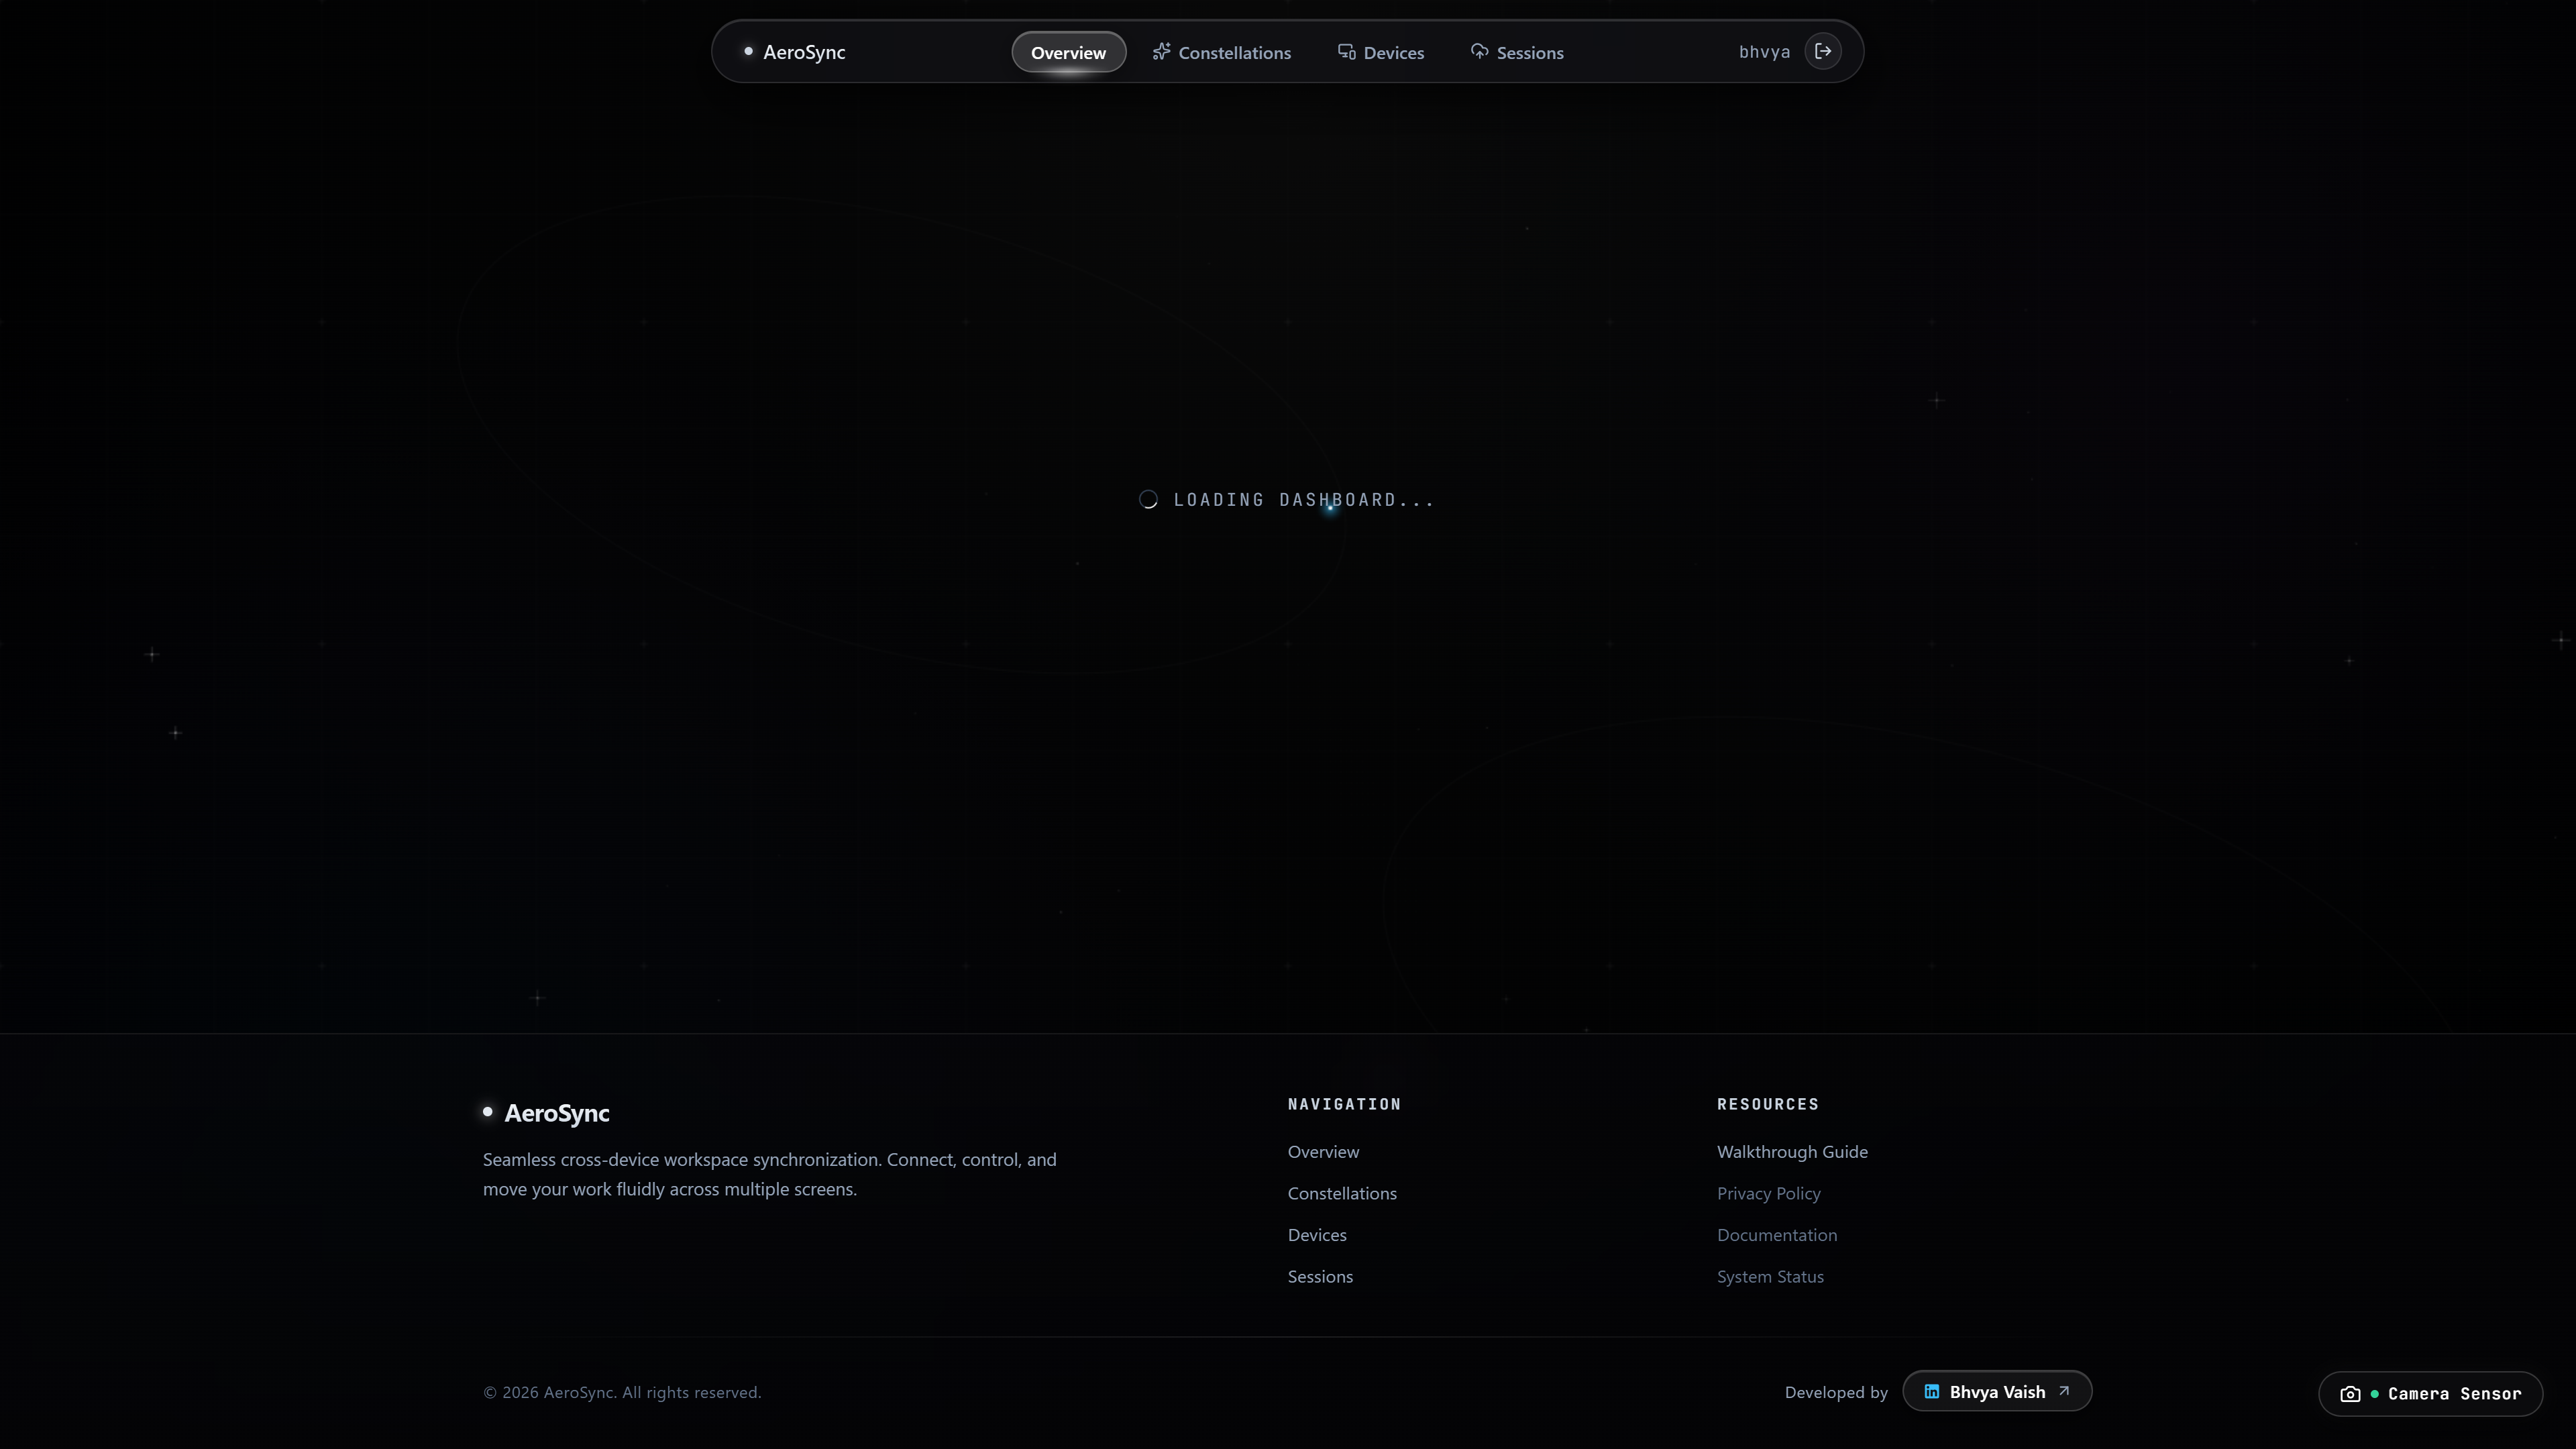 AeroSync
Overview
Constellations
Devices
Sessions
bhvya
LOADING DASHBOARD...
AeroSync
Seamless cross-device workspace synchronization. Connect, control, and
move your work fluidly across multiple screens.
NAVIGATION
Overview
Constellations
Devices
Sessions
RESOURCES
Walkthrough Guide
Privacy Policy
Documentation
System Status
© 2026 AeroSync. All rights reserved.
Developed by
Bhvya Vaish
Camera Sensor